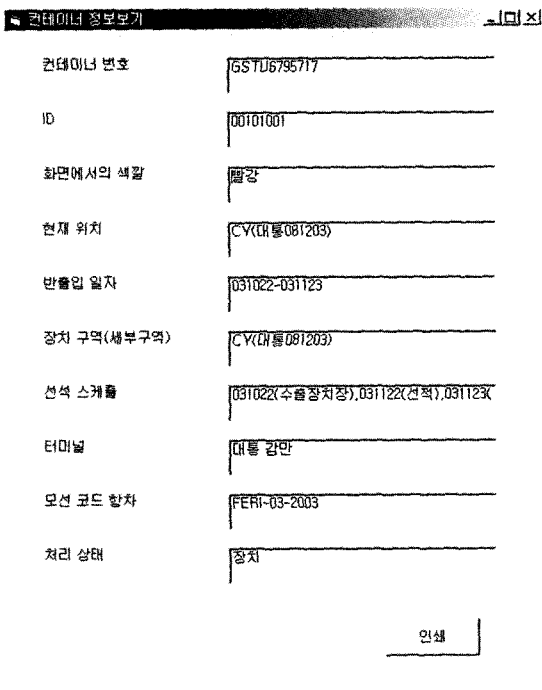 컨테이너 정보보기
컨테이너 번호 GSTU6795717
ID 00101001
화면에서의 색깔 빨강
현재 위치 CY(대통081203)
반출입 일자 031022-031123
장치 구역(세부구역) CY(대통081203)
선석 스케쥴 031022(수출장치장),031122(선적),031123(
터미널 대통 감만
모선 코드 항차 FERI-03-2003
처리 상태 장치
인쇄